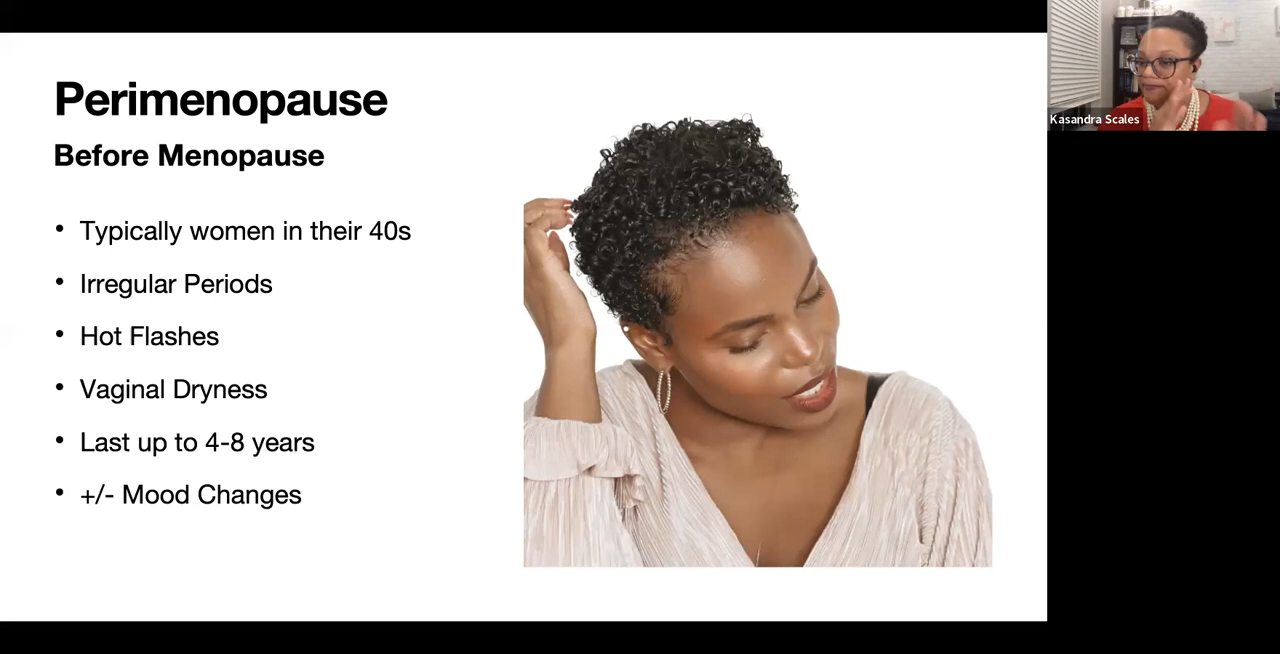 Perimenopause
Before Menopause
• Typically women in their 40s
• Irregular Periods
• Hot Flashes
• Vaginal Dryness
• Last up to 4-8 years
• +/- Mood Changes
Kasandra Scales